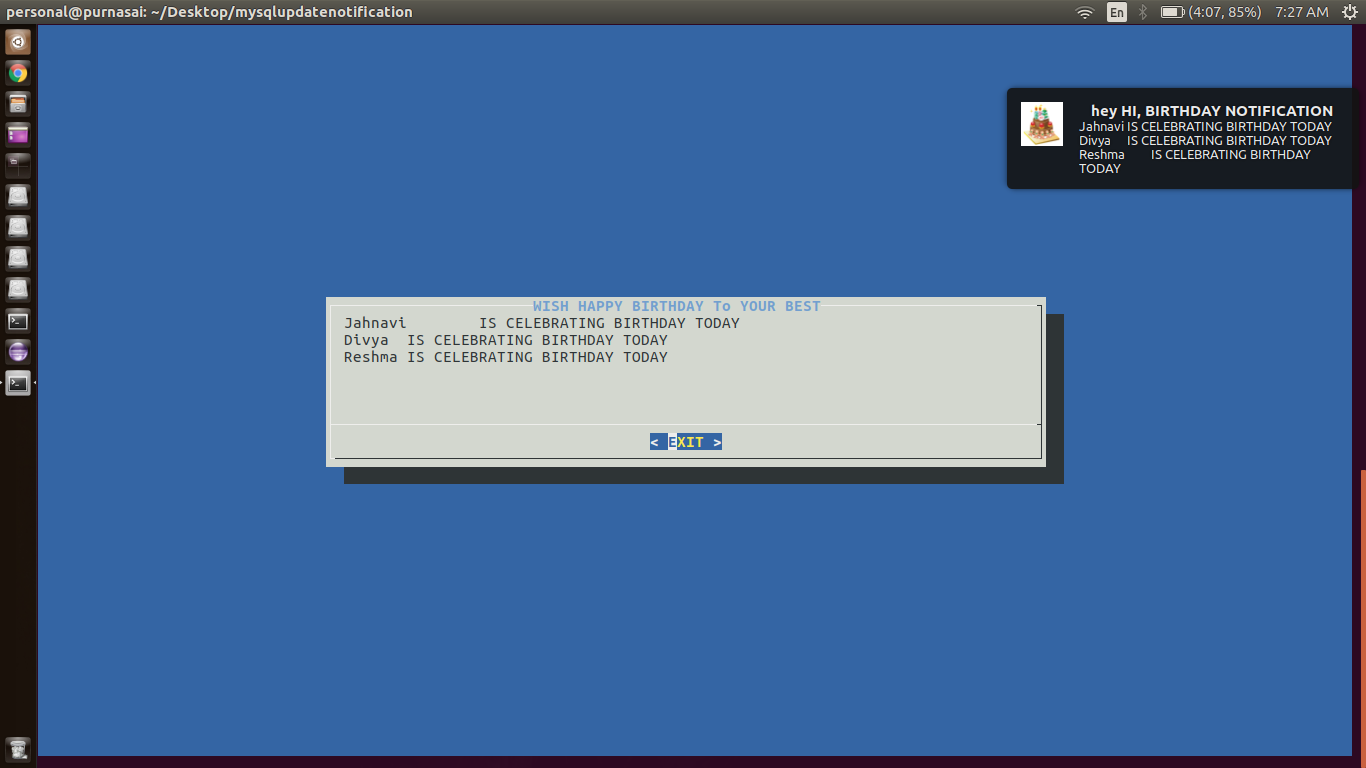 personal@purnasai: ~/Desktop/mysqlupdatenotification
En
(4:07, 85%)
7:27 AM
hey HI, BIRTHDAY NOTIFICATION
Jahnavi IS CELEBRATING BIRTHDAY TODAY
Divya IS CELEBRATING BIRTHDAY TODAY
Reshma IS CELEBRATING BIRTHDAY
TODAY
WISH HAPPY BIRTHDAY To YOUR BEST
Jahnavi IS CELEBRATING BIRTHDAY TODAY
Divya IS CELEBRATING BIRTHDAY TODAY
Reshma IS CELEBRATING BIRTHDAY TODAY
< EXIT >